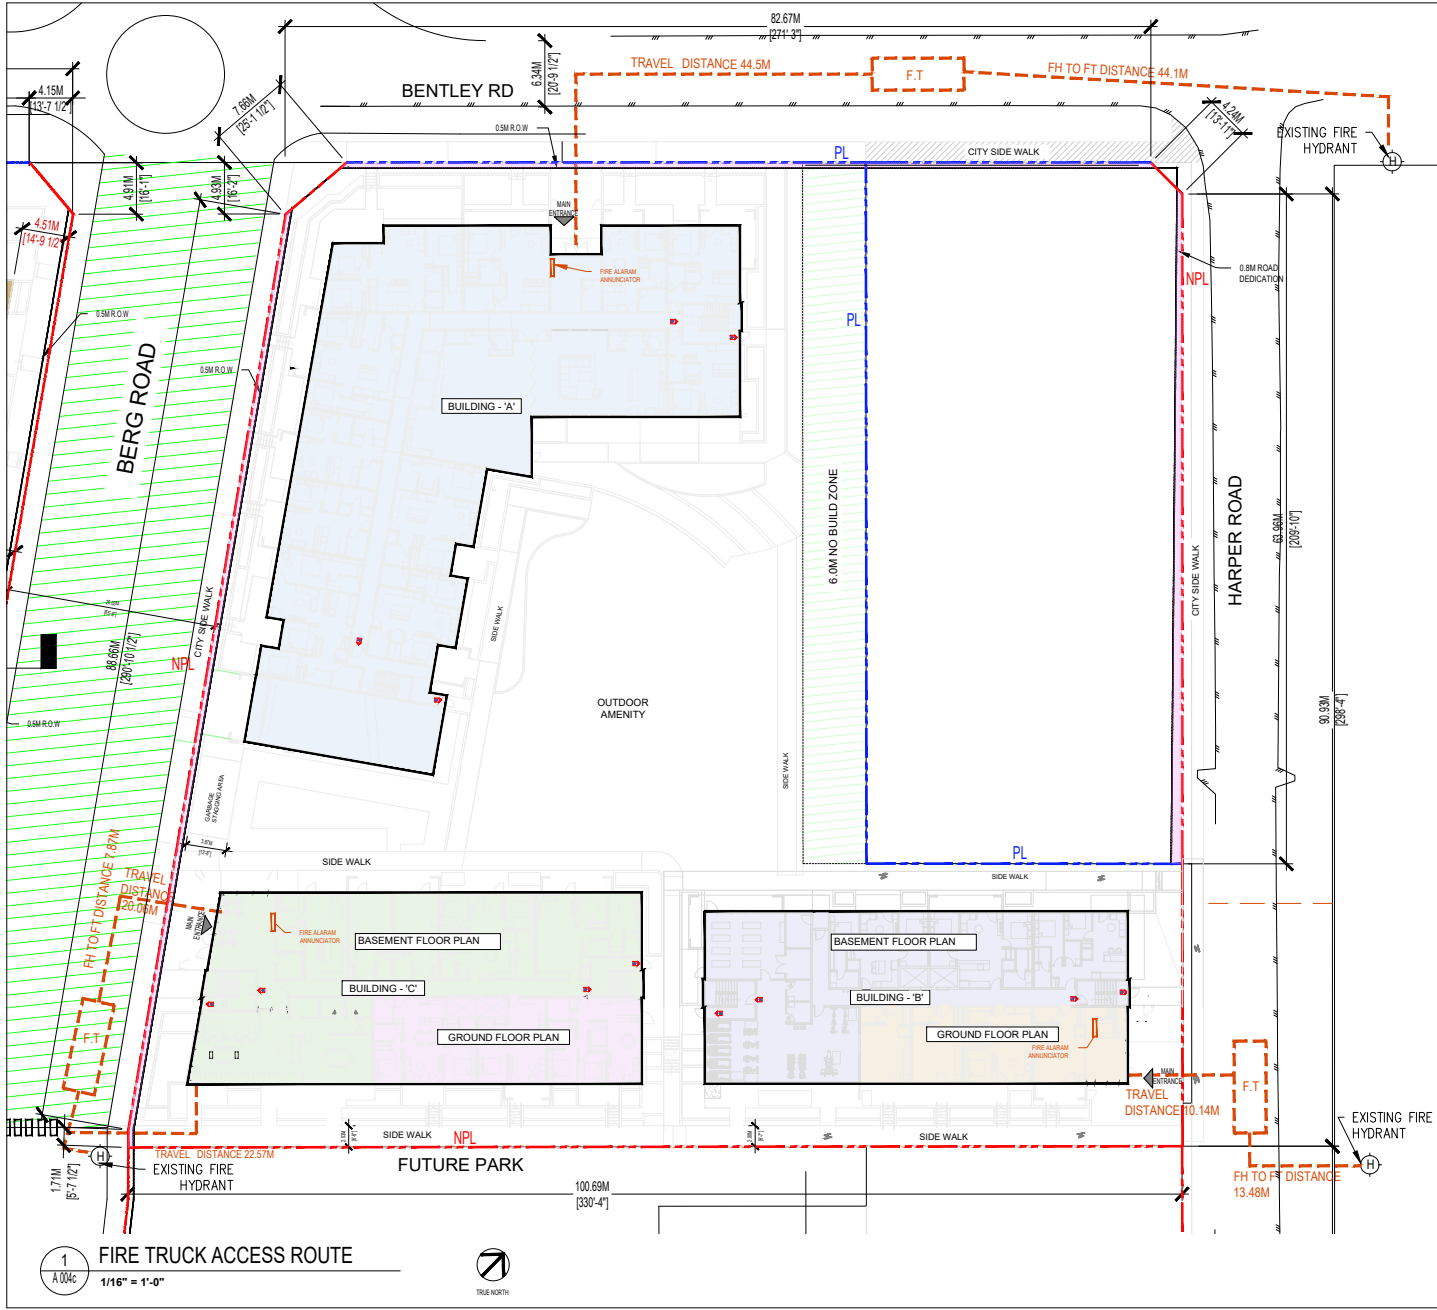 82.67M
[271' 3"]
TRAVEL DISTANCE 44.5M
F.T
FH TO FT DISTANCE 44.1M
6.34M
[20'-9 1/2"]
BENTLEY RD
4.15M
[13'-7 1/2"]
7.66M
[25'-1 1/2"]
0.5M R.O.W
4.24M
[13'-11"]
EXISTING FIRE
HYDRANT
H
PL
CITY SIDE WALK
4.91M
[16'-1"]
4.93M
[16'-2"]
4.51M
[14'-9 1/2"
MAIN
ENTRANCE
FIRE ALARAM
ANNUNCIATOR
0.8M ROAD
DEDICATION
NPL
PL
0.5M R.O.W
0.5M R.O.W
BERG ROAD
BUILDING - 'A'
6.0M NO BUILD ZONE
HARPER ROAD
63.96M
[209'-10"]
CITY SIDE WALK
CITY SIDE WALK
SIDE WALK
88.66M
[290'-10 1/2"]
NPL
0.5M R.O.W
OUTDOOR
AMENITY
90.93M
[298'-4"]
SIDE WALK
GARBAGE
STAGGING AREA
FH TO FT DISTANCE 7.87M
TRAVEL
DISTANC
20.06M
SIDE WALK
PL
SIDE WALK
MAIN
ENTRANCE
FIRE ALARAM
ANNUNCIATOR
BASEMENT FLOOR PLAN
BASEMENT FLOOR PLAN
BUILDING - 'C'
BUILDING - 'B'
GROUND FLOOR PLAN
GROUND FLOOR PLAN
FIRE ALARAM
ANNUNCIATOR
F.T
MAIN
ENTRANCE
F.T
TRAVEL
DISTANCE 10.14M
EXISTING FIRE
HYDRANT
SIDE WALK
NPL
SIDE WALK
TRAVEL DISTANCE 22.57M
H
EXISTING FIRE
HYDRANT
FUTURE PARK
H
FH TO FT DISTANCE
13.48M
1.71M
[5'-7 1/2"]
100.69M
[330'-4"]
1
A 004c
FIRE TRUCK ACCESS ROUTE
1/16" = 1'-0"
TRUE NORTH